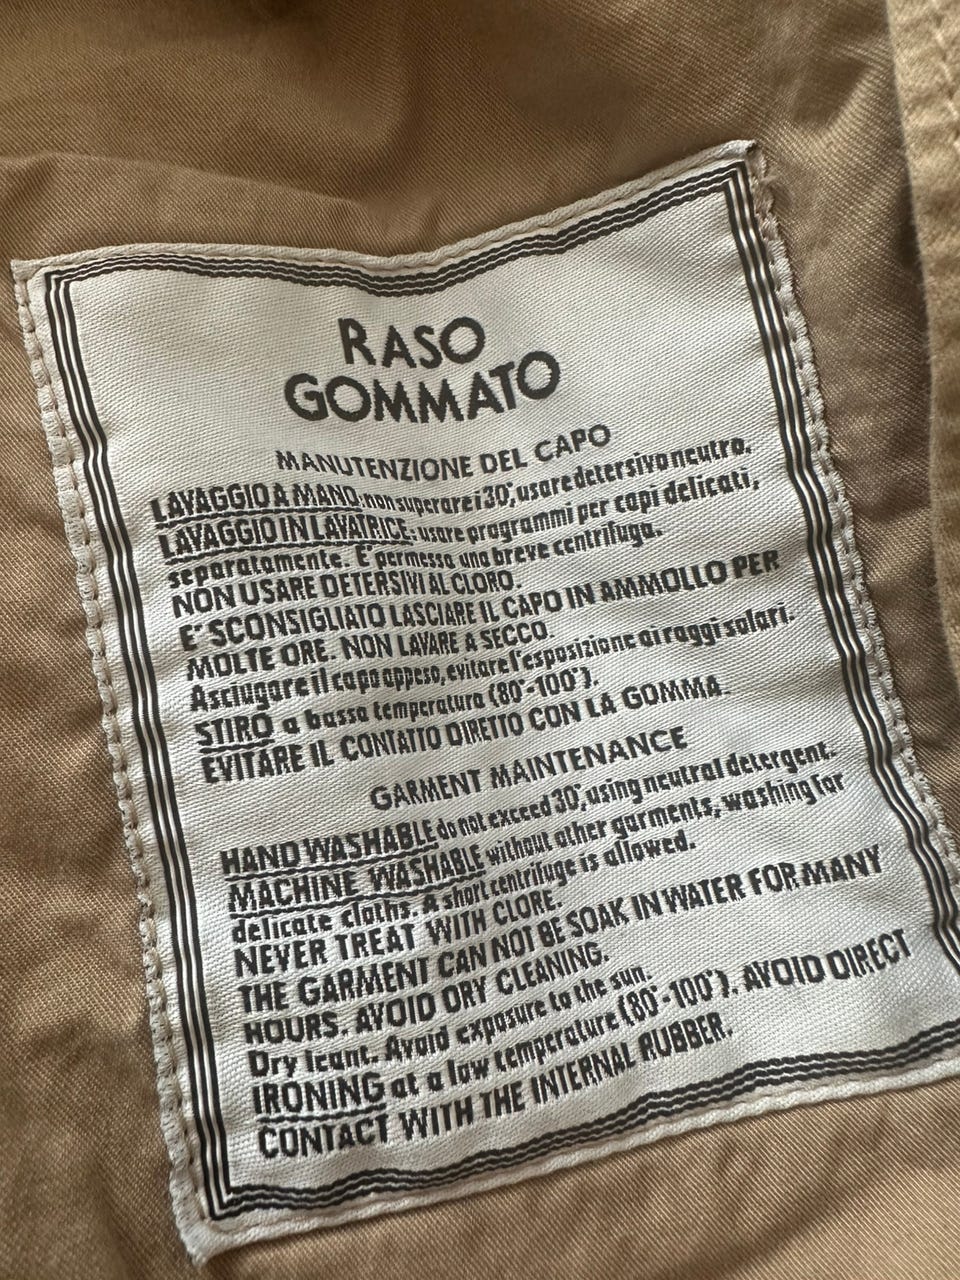 RASO
GOMMATO
MANUTENZIONE DEL CAPO
LAVAGGIO A MANO: non superare i 30°, usare detersivo neutro.
LAVAGGIO IN LAVATRICE: usare programmi per capi delicati,
separatamente. E' permessa una breve centrifuga.
NON USARE DETERSIVI AL CLORO.
E' SCONSIGLIATO LASCIARE IL CAPO IN AMMOLLO PER
MOLTE ORE. NON LAVARE A SECCO.
Asciugare il capo appeso, evitare l'esposizione ai raggi solari.
STIRO a bassa temperatura (80°-100°).
EVITARE IL CONTATTO DIRETTO CON LA GOMMA.
GARMENT MAINTENANCE
HAND WASHABLE do not exceed 30°, using neutral detergent.
MACHINE WASHABLE without other garments, washing for
delicate cloths. A short centrifuge is allowed.
NEVER TREAT WITH CLORE.
THE GARMENT CAN NOT BE SOAK IN WATER FOR MANY
HOURS. AVOID DRY CLEANING.
Dry leant. Avoid exposure to the sun.
IRONING at a low temperature (80°-100°). AVOID DIRECT
CONTACT WITH THE INTERNAL RUBBER.